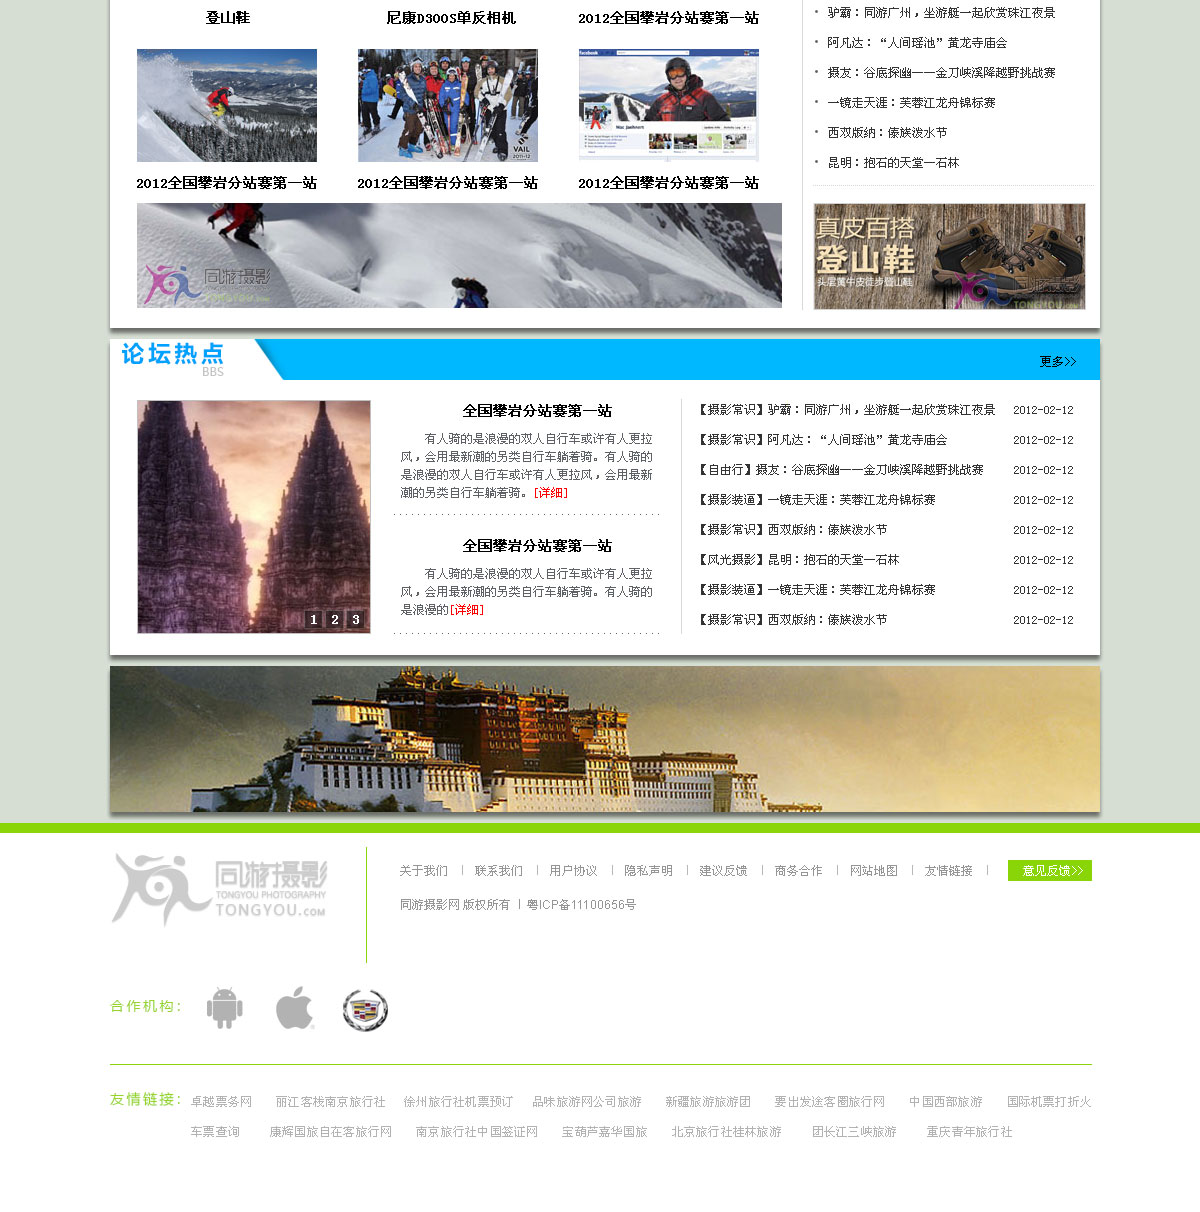 登山鞋
尼康D300S单反相机
2012全国攀岩分站赛第一站
VAIL
2011-12
2012全国攀岩分站赛第一站
2012全国攀岩分站赛第一站
2012全国攀岩分站赛第一站
同游摄影
TONGYOU.com
驴霸：同游广州，坐游艇一起欣赏珠江夜景
阿凡达：“人间瑶池”黄龙寺庙会
摄友：谷底探幽——金刀峡溪降越野挑战赛
一镜走天涯：芙蓉江龙舟锦标赛
西双版纳：傣族泼水节
昆明：抱石的天堂—石林
真皮百搭
登山鞋
头层黄牛皮徒步登山鞋
论坛热点
BBS
更多>>
1 2 3
全国攀岩分站赛第一站
有人骑的是浪漫的双人自行车或许有人更拉
风，会用最新潮的另类自行车躺着骑。有人骑的
是浪漫的双人自行车或许有人更拉风，会用最新
潮的另类自行车躺着骑。[详细]
全国攀岩分站赛第一站
有人骑的是浪漫的双人自行车或许有人更拉
风，会用最新潮的另类自行车躺着骑。有人骑的
是浪漫的[详细]
【摄影常识】驴霸：同游广州，坐游艇一起欣赏珠江夜景 2012-02-12
【摄影常识】阿凡达：“人间瑶池”黄龙寺庙会 2012-02-12
【自由行】摄友：谷底探幽——金刀峡溪降越野挑战赛 2012-02-12
【摄影装逼】一镜走天涯：芙蓉江龙舟锦标赛 2012-02-12
【摄影常识】西双版纳：傣族泼水节 2012-02-12
【风光摄影】昆明：抱石的天堂—石林 2012-02-12
【摄影装逼】一镜走天涯：芙蓉江龙舟锦标赛 2012-02-12
【摄影常识】西双版纳：傣族泼水节 2012-02-12
同游摄影
TONGYOU PHOTOGRAPHY
TONGYOU.com
关于我们 | 联系我们 | 用户协议 | 隐私声明 | 建议反馈 | 商务合作 | 网站地图 | 友情链接 | 意见反馈>>
同游摄影网 版权所有 | 粤ICP备11100656号
合作机构：
友情链接：
卓越票务网 丽江客栈南京旅行社 徐州旅行社机票预订 品味旅游网公司旅游 新疆旅游旅游团 要出发途客圈旅行网 中国西部旅游 国际机票打折火
车票查询 康辉国旅自在客旅行网 南京旅行社中国签证网 宝葫芦嘉华国旅 北京旅行社桂林旅游 团长江三峡旅游 重庆青年旅行社